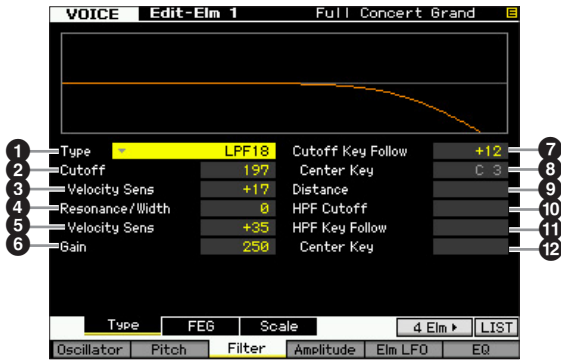 VOICE Edit-Elm 1 Full Concert Grand E
1 Type LPF18 Cutoff Key Follow +12 7
2 Cutoff 197 Center Key C 3 8
3 Velocity Sens +17 Distance 9
4 Resonance/Width 0 HPF Cutoff 10
5 Velocity Sens +35 HPF Key Follow 11
6 Gain 250 Center Key 12
Type FEG Scale 4 Elm LIST
Oscillator Pitch Filter Amplitude Elm LFO EQ